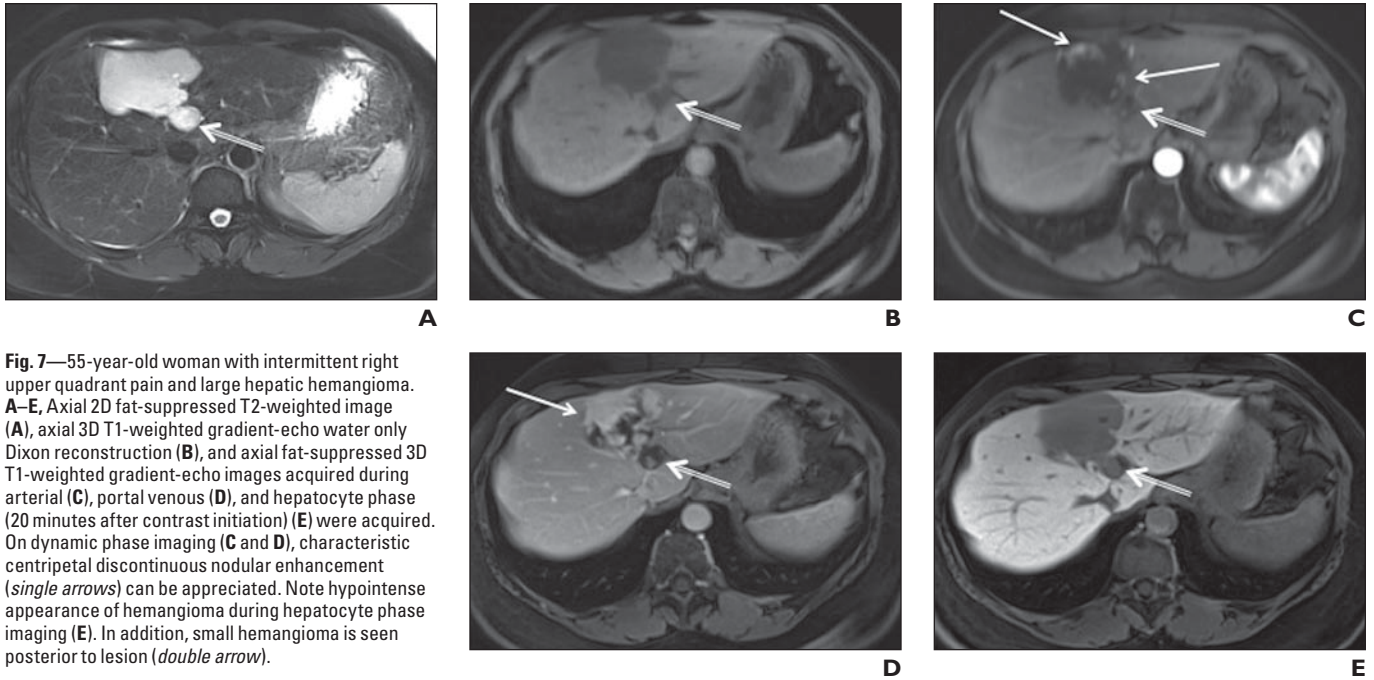 A
B
C
Fig. 7—55-year-old woman with intermittent right
upper quadrant pain and large hepatic hemangioma.
A–E, Axial 2D fat-suppressed T2-weighted image
(A), axial 3D T1-weighted gradient-echo water only
Dixon reconstruction (B), and axial fat-suppressed 3D
T1-weighted gradient-echo images acquired during
arterial (C), portal venous (D), and hepatocyte phase
(20 minutes after contrast initiation) (E) were acquired.
On dynamic phase imaging (C and D), characteristic
centripetal discontinuous nodular enhancement
(single arrows) can be appreciated. Note hypointense
appearance of hemangioma during hepatocyte phase
imaging (E). In addition, small hemangioma is seen
posterior to lesion (double arrow).
D
E